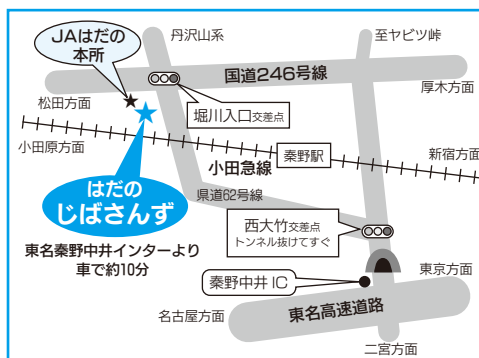 丹沢山系
至ヤビツ峠
JAはだの
本所
国道246号線
厚木方面
松田方面
堀川入口交差点
小田原方面
小田急線
秦野駅
新宿方面
はだの
じばさんず
県道62号線
西大竹交差点
トンネル抜けてすぐ
東名秦野中井インターより
車で約10分
秦野中井IC
東京方面
名古屋方面
東名高速道路
二宮方面